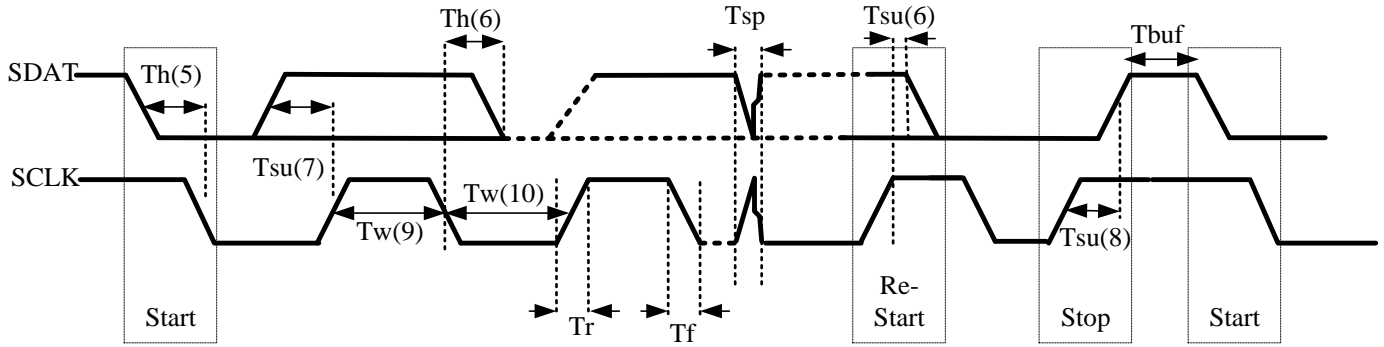 Th(6)
Tsp
Tsu(6)
Tbuf
SDAT
Th(5)
Tsu(7)
SCLK
Tw(10)
Tw(9)
Tsu(8)
Start
Tr
Tf
Re-
Start
Stop
Start